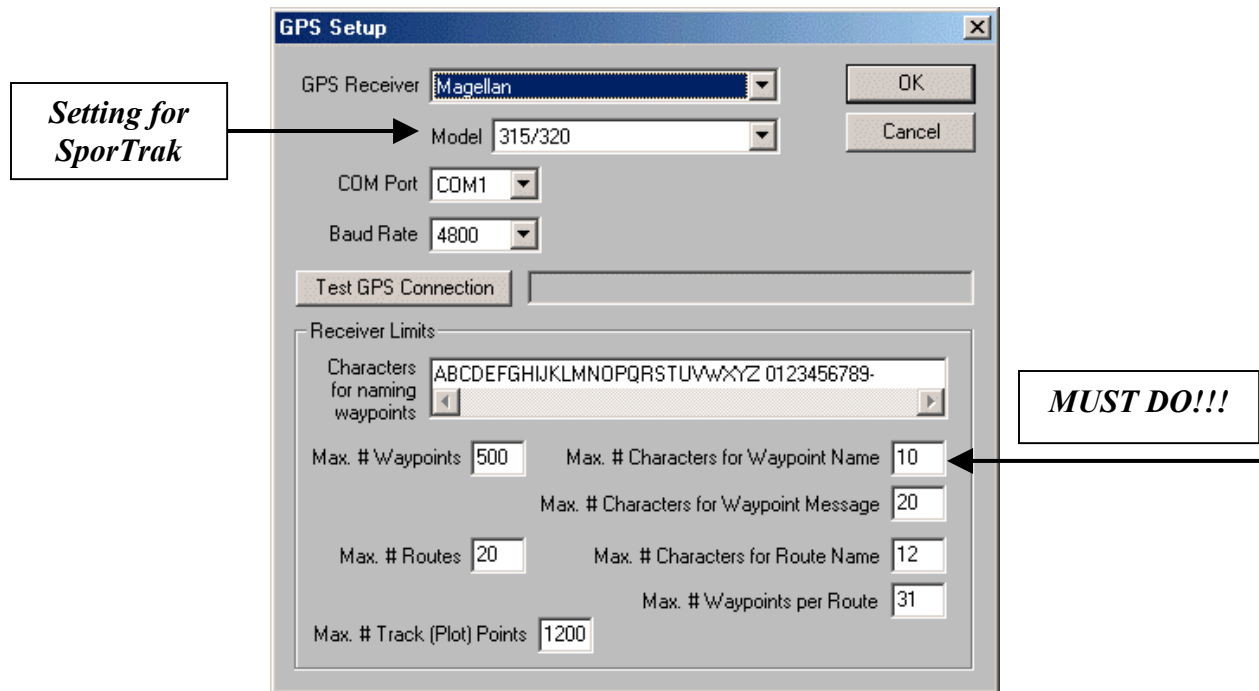 GPS Setup
GPS Receiver Magellan
OK
Setting for
SporTrak
Model 315/320
Cancel
COM Port COM1
Baud Rate 4800
Test GPS Connection
Receiver Limits
Characters
for naming
waypoints
ABCDEFGHIJKLMNOPQRSTUVWXYZ 0123456789-
MUST DO!!!
Max. # Waypoints 500 Max. # Characters for Waypoint Name 10
Max. # Characters for Waypoint Message 20
Max. # Routes 20 Max. # Characters for Route Name 12
Max. # Waypoints per Route 31
Max. # Track (Plot) Points 1200